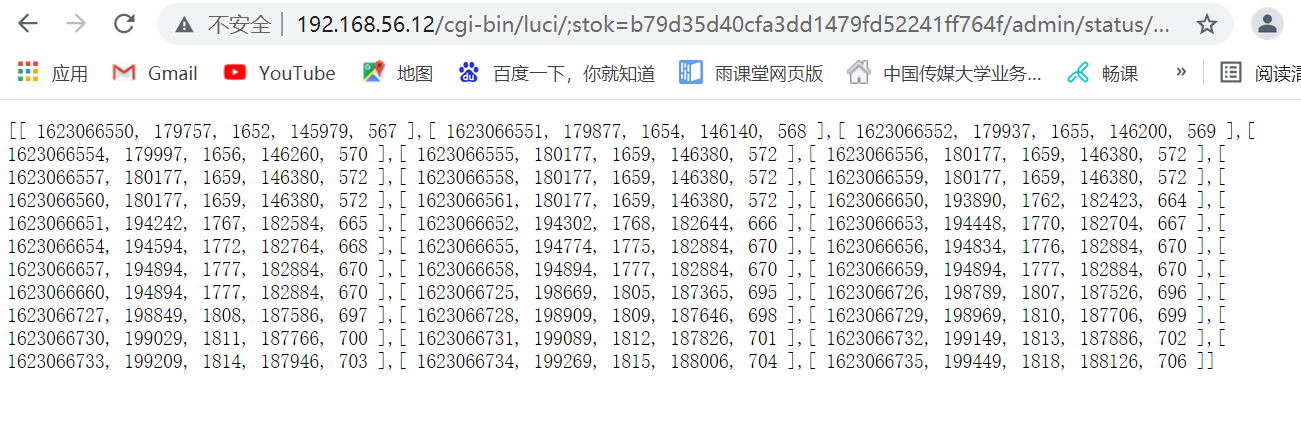 不安全 | 192.168.56.12/cgi-bin/luci/;stok=b79d35d40cfa3dd1479fd52241ff764f/admin/status/...
应用 Gmail YouTube 地图 百度一下，你就知道 雨课堂网页版 中国传媒大学业务... 畅课 » 阅读清
[[ 1623066550, 179757, 1652, 145979, 567 ],[ 1623066551, 179877, 1654, 146140, 568 ],[ 1623066552, 179937, 1655, 146200, 569 ],[
1623066554, 179997, 1656, 146260, 570 ],[ 1623066555, 180177, 1659, 146380, 572 ],[ 1623066556, 180177, 1659, 146380, 572 ],[
1623066557, 180177, 1659, 146380, 572 ],[ 1623066558, 180177, 1659, 146380, 572 ],[ 1623066559, 180177, 1659, 146380, 572 ],[
1623066560, 180177, 1659, 146380, 572 ],[ 1623066561, 180177, 1659, 146380, 572 ],[ 1623066650, 193890, 1762, 182423, 664 ],[
1623066651, 194242, 1767, 182584, 665 ],[ 1623066652, 194302, 1768, 182644, 666 ],[ 1623066653, 194448, 1770, 182704, 667 ],[
1623066654, 194594, 1772, 182764, 668 ],[ 1623066655, 194774, 1775, 182884, 670 ],[ 1623066656, 194834, 1776, 182884, 670 ],[
1623066657, 194894, 1777, 182884, 670 ],[ 1623066658, 194894, 1777, 182884, 670 ],[ 1623066659, 194894, 1777, 182884, 670 ],[
1623066660, 194894, 1777, 182884, 670 ],[ 1623066725, 198669, 1805, 187365, 695 ],[ 1623066726, 198789, 1807, 187526, 696 ],[
1623066727, 198849, 1808, 187586, 697 ],[ 1623066728, 198909, 1809, 187646, 698 ],[ 1623066729, 198969, 1810, 187706, 699 ],[
1623066730, 199029, 1811, 187766, 700 ],[ 1623066731, 199089, 1812, 187826, 701 ],[ 1623066732, 199149, 1813, 187886, 702 ],[
1623066733, 199209, 1814, 187946, 703 ],[ 1623066734, 199269, 1815, 188006, 704 ],[ 1623066735, 199449, 1818, 188126, 706 ]]